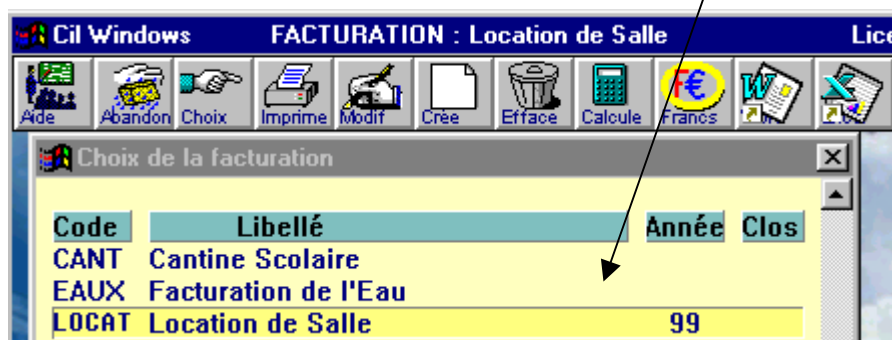 Cil Windows FACTURATION : Location de Salle Lice
Aide Abandon Choix Imprime Modif Crée Efface Calcule Francs
Choix de la facturation
Code Libellé Année Clos
CANT Cantine Scolaire
EAUX Facturation de l'Eau
LOCAT Location de Salle 99